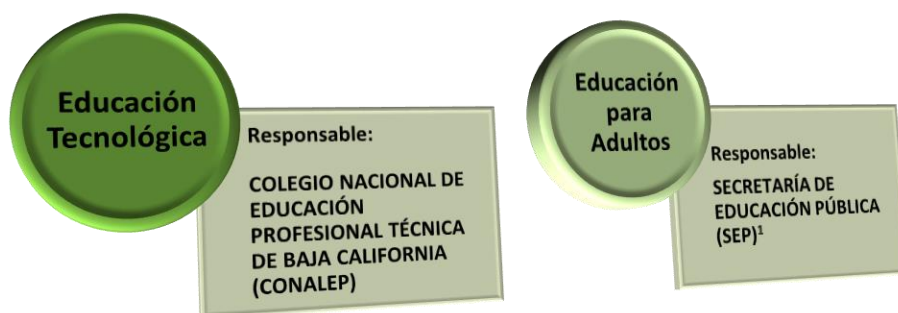 Educación
Tecnológica
Responsable:
COLEGIO NACIONAL DE
EDUCACIÓN
PROFESIONAL TÉCNICA
DE BAJA CALIFORNIA
(CONALEP)
Educación
para
Adultos
Responsable:
SECRETARÍA DE
EDUCACIÓN PÚBLICA
(SEP)¹